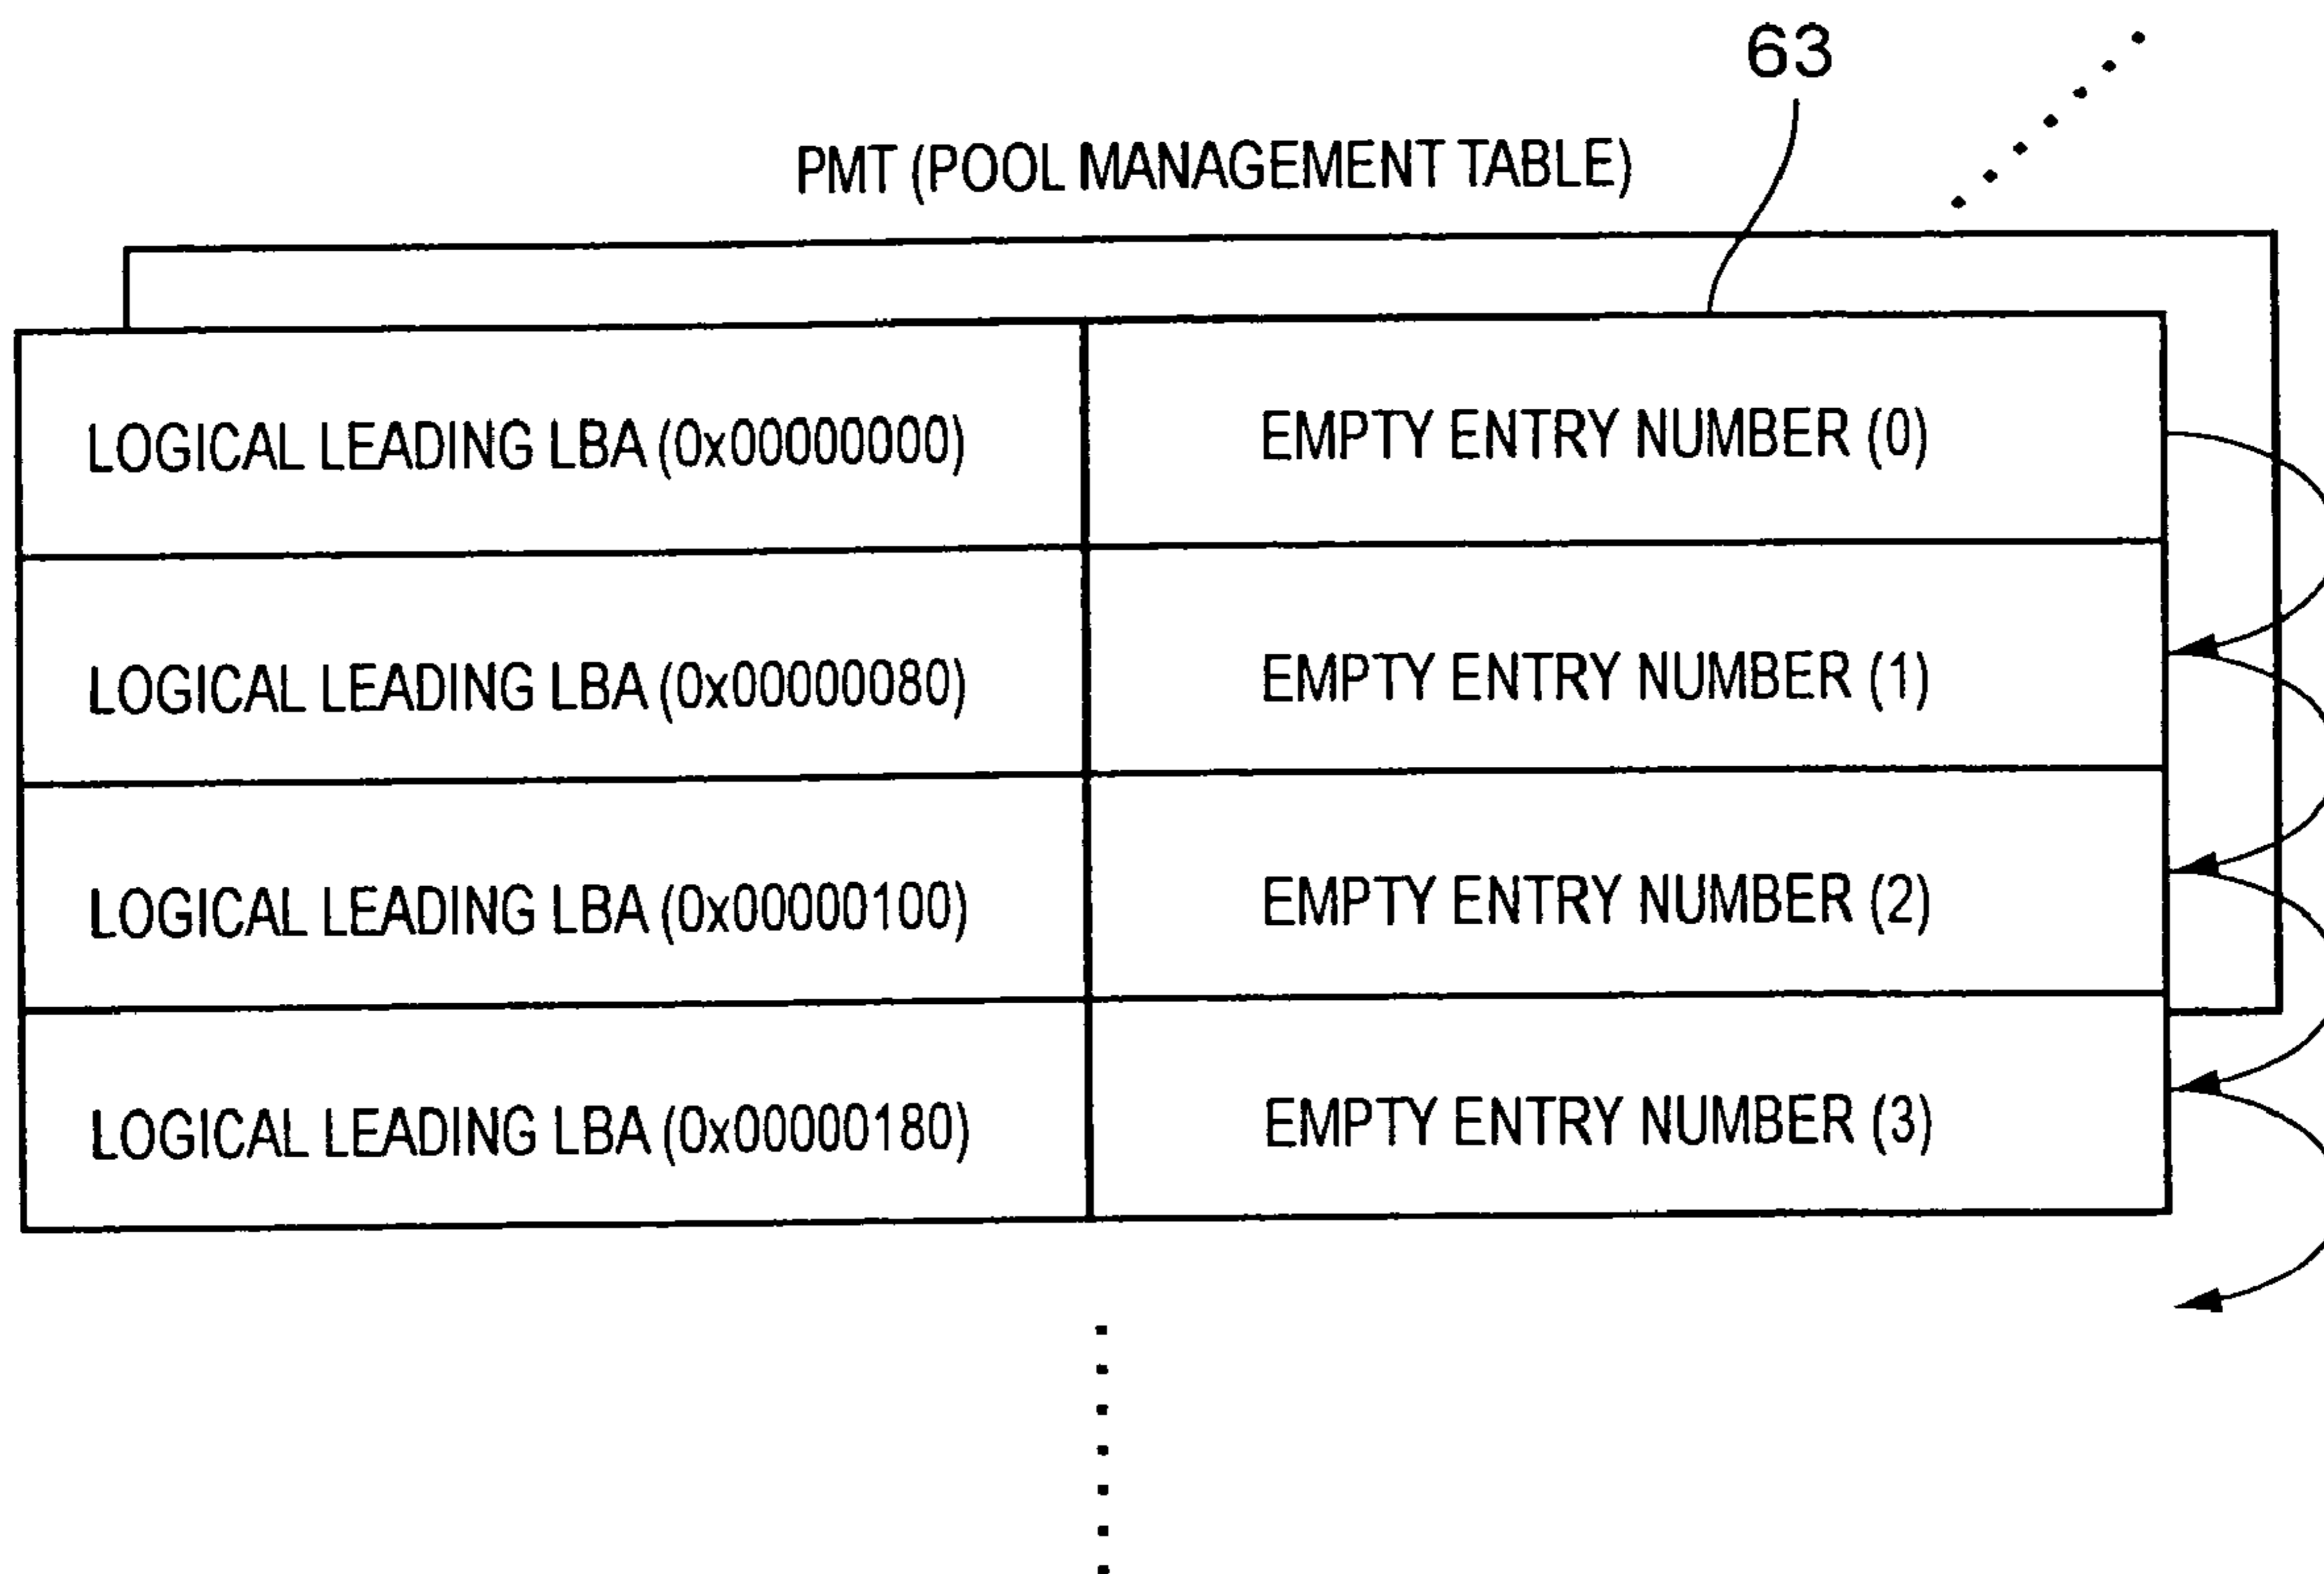 63
PMT (POOL MANAGEMENT TABLE)
LOGICAL LEADING LBA (0x00000000) EMPTY ENTRY NUMBER (0)
LOGICAL LEADING LBA (0x00000080) EMPTY ENTRY NUMBER (1)
LOGICAL LEADING LBA (0x00000100) EMPTY ENTRY NUMBER (2)
LOGICAL LEADING LBA (0x00000180) EMPTY ENTRY NUMBER (3)